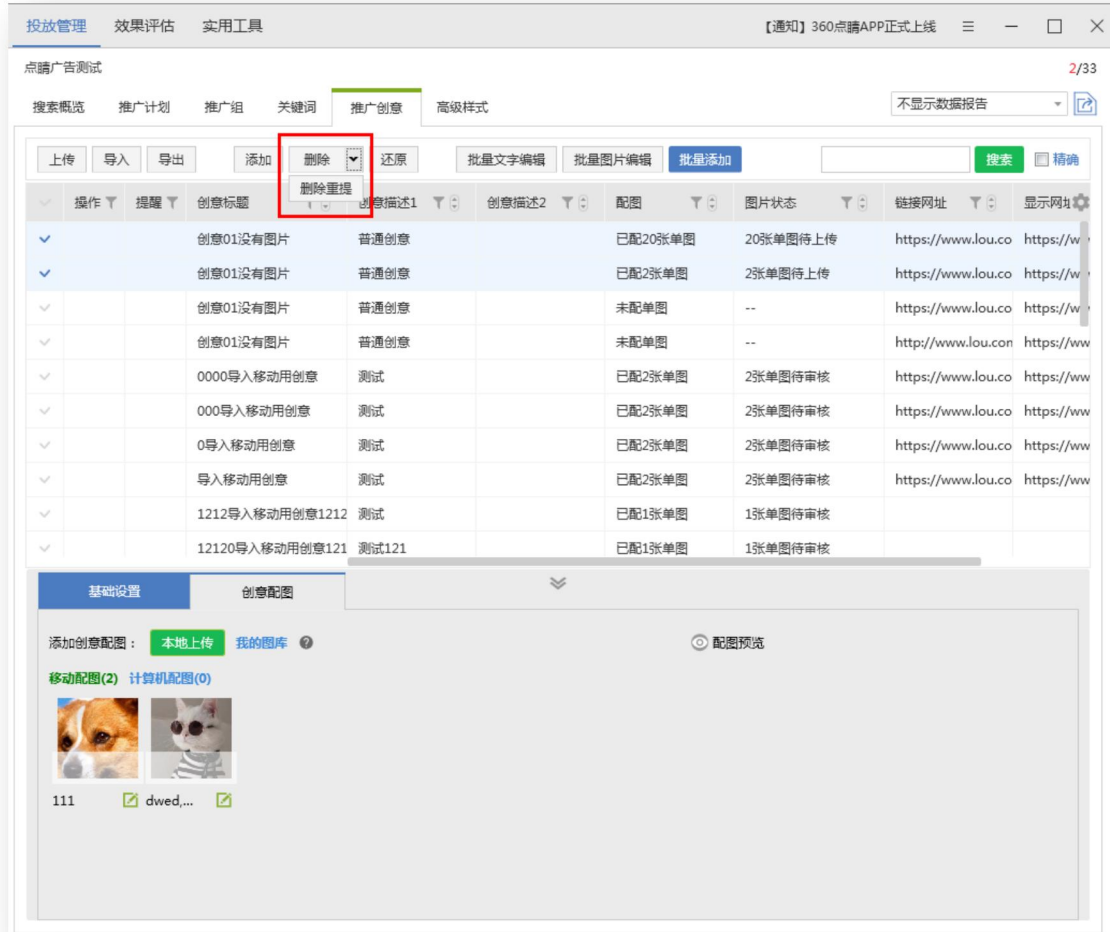 投放管理 效果评估 实用工具 【通知】360点睛APP正式上线
点睛广告测试 2/33
搜索概览 推广计划 推广组 关键词 推广创意 高级样式 不显示数据报告
上传 导入 导出 添加 删除 还原 批量文字编辑 批量图片编辑 批量添加 搜索 精确
删除重提
操作 提醒 创意标题 创意描述1 创意描述2 配图 图片状态 链接网址 显示网址
创意01没有图片 普通创意 已配20张单图 20张单图待上传 https://www.lou.co https://w
创意01没有图片 普通创意 已配2张单图 2张单图待上传 https://www.lou.co https://w
创意01没有图片 普通创意 未配单图 -- https://www.lou.co https://w
创意01没有图片 普通创意 未配单图 -- http://www.lou.con https://ww
0000导入移动用创意 测试 已配2张单图 2张单图待审核 https://www.lou.co https://ww
000导入移动用创意 测试 已配2张单图 2张单图待审核 https://www.lou.co https://ww
0导入移动用创意 测试 已配2张单图 2张单图待审核 https://www.lou.co https://ww
导入移动用创意 测试 已配2张单图 2张单图待审核 https://www.lou.co https://ww
1212导入移动用创意1212 测试 已配1张单图 1张单图待审核
12120导入移动用创意121 测试121 已配1张单图 1张单图待审核
基础设置 创意配图
添加创意配图： 本地上传 我的图库 配图预览
移动配图(2) 计算机配图(0)
111 dwed,...